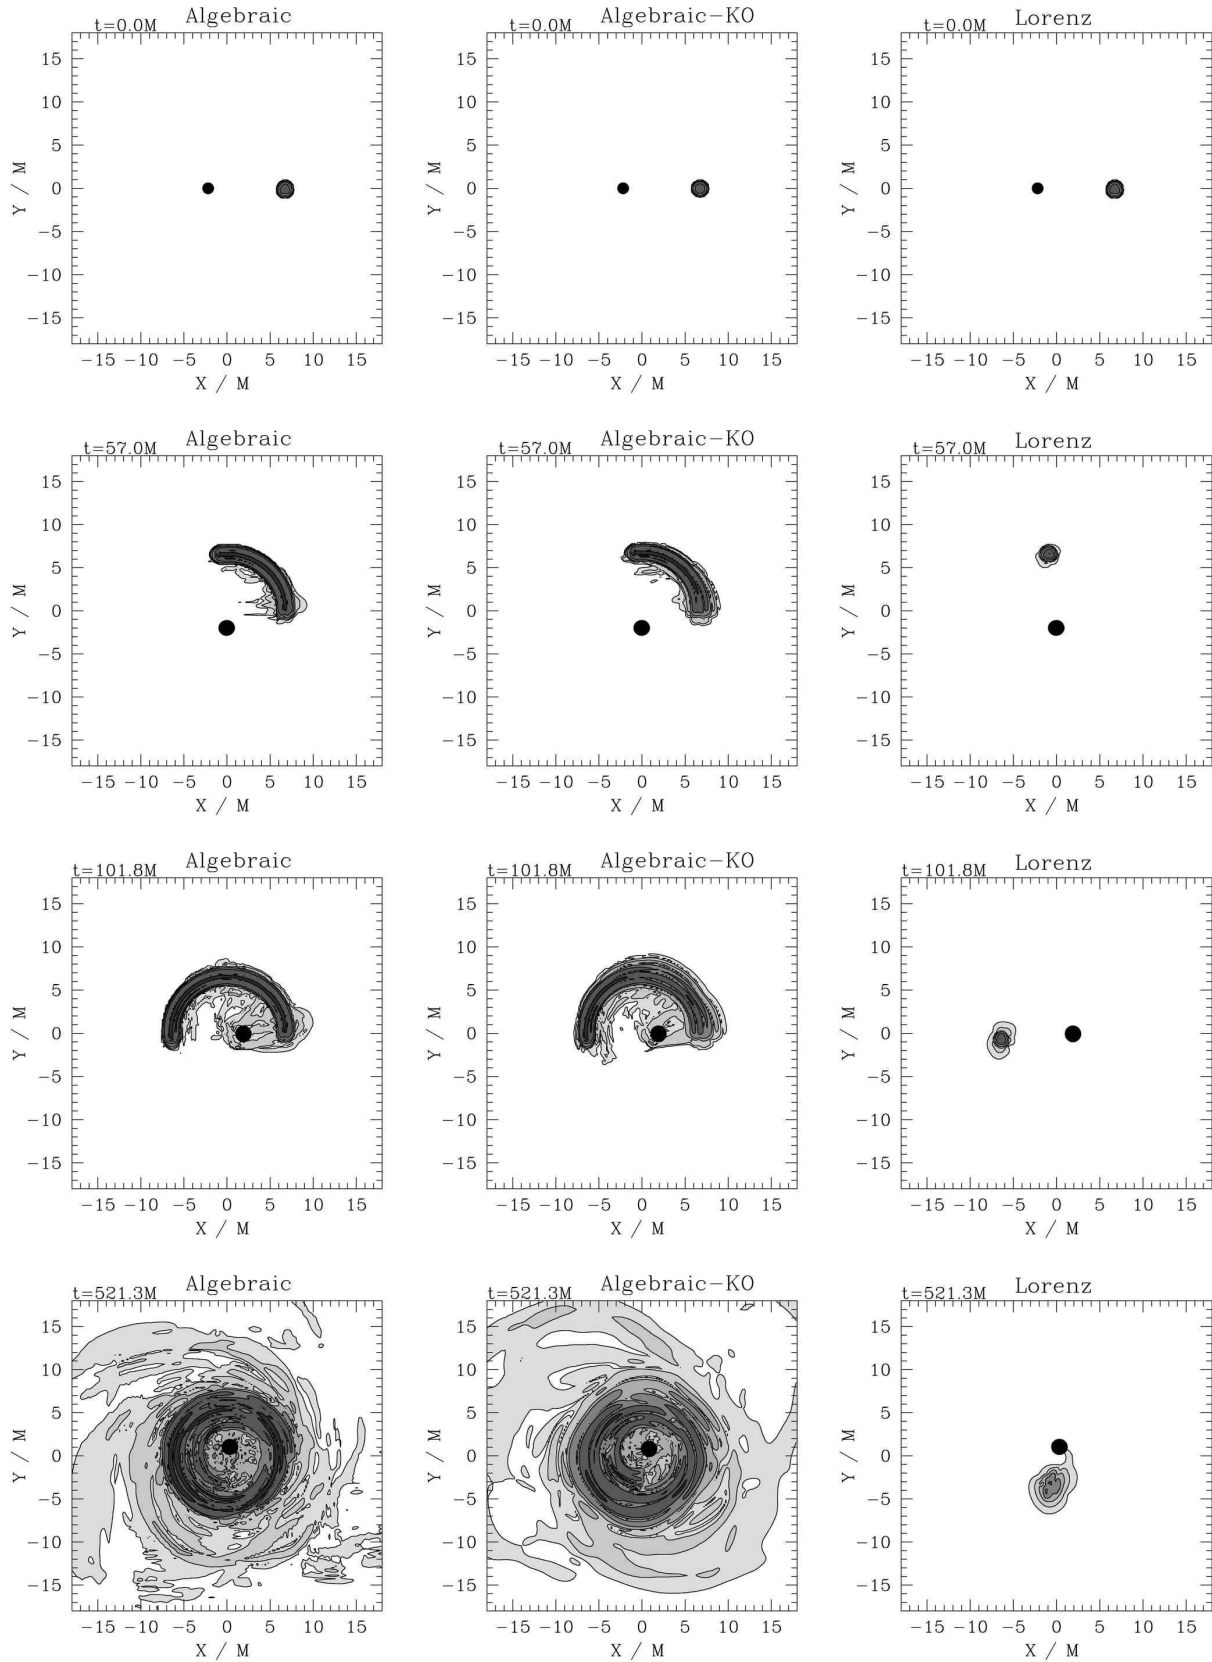 Algebraic Algebraic-KO Lorenz
t=0.0M t=0.0M t=0.0M
15 15 15
10 10 10
5 5 5
0 0 0
-5 -5 -5
-10 -10 -10
-15 -15 -15
Y / M Y / M Y / M
-15 -10 -5 0 5 10 15 -15 -10 -5 0 5 10 15 -15 -10 -5 0 5 10 15
X / M X / M X / M
Algebraic Algebraic-KO Lorenz
t=57.0M t=57.0M t=57.0M
15 15 15
10 10 10
5 5 5
0 0 0
-5 -5 -5
-10 -10 -10
-15 -15 -15
Y / M Y / M Y / M
-15 -10 -5 0 5 10 15 -15 -10 -5 0 5 10 15 -15 -10 -5 0 5 10 15
X / M X / M X / M
Algebraic Algebraic-KO Lorenz
t=101.8M t=101.8M t=101.8M
15 15 15
10 10 10
5 5 5
0 0 0
-5 -5 -5
-10 -10 -10
-15 -15 -15
Y / M Y / M Y / M
-15 -10 -5 0 5 10 15 -15 -10 -5 0 5 10 15 -15 -10 -5 0 5 10 15
X / M X / M X / M
Algebraic Algebraic-KO Lorenz
t=521.3M t=521.3M t=521.3M
15 15 15
10 10 10
5 5 5
0 0 0
-5 -5 -5
-10 -10 -10
-15 -15 -15
Y / M Y / M Y / M
-15 -10 -5 0 5 10 15 -15 -10 -5 0 5 10 15 -15 -10 -5 0 5 10 15
X / M X / M X / M